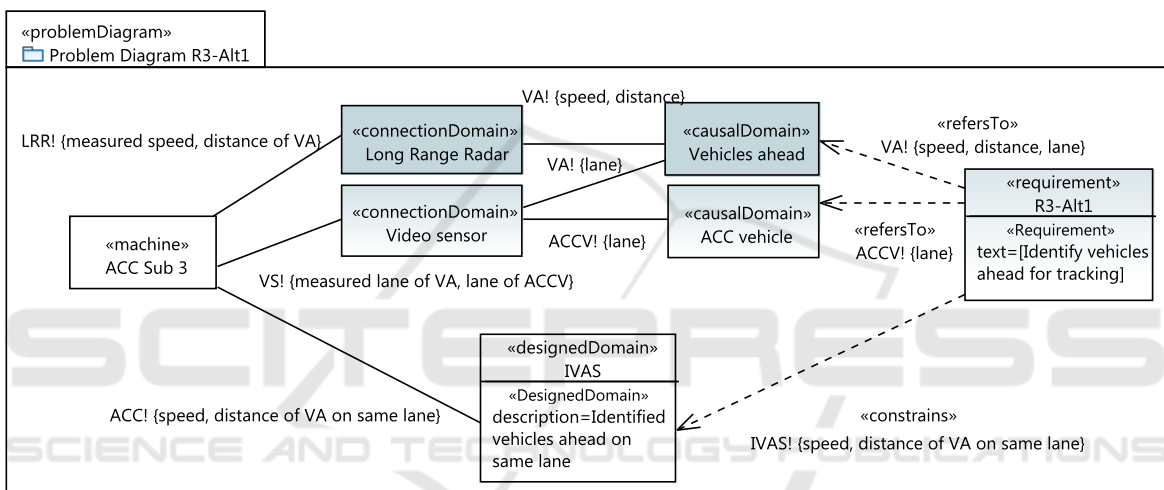 «problemDiagram»
Problem Diagram R3-Alt1
VA! {speed, distance}
LRR! {measured speed, distance of VA}
«connectionDomain»
Long Range Radar
«causalDomain»
Vehicles ahead
«refersTo»
VA! {speed, distance, lane}
VA! {lane}
«connectionDomain»
Video sensor
«causalDomain»
ACC vehicle
«requirement»
R3-Alt1
«Requirement»
text=[Identify vehicles
ahead for tracking]
«machine»
ACC Sub 3
ACCV! {lane}
«refersTo»
ACCV! {lane}
VS! {measured lane of VA, lane of ACCV}
«designedDomain»
IVAS
«DesignedDomain»
description=Identified
vehicles ahead on
same lane
ACC! {speed, distance of VA on same lane}
«constrains»
IVAS! {speed, distance of VA on same lane}
SCITEPRESS
SCIENCE AND TECHNOLOGY PUBLICATIONS